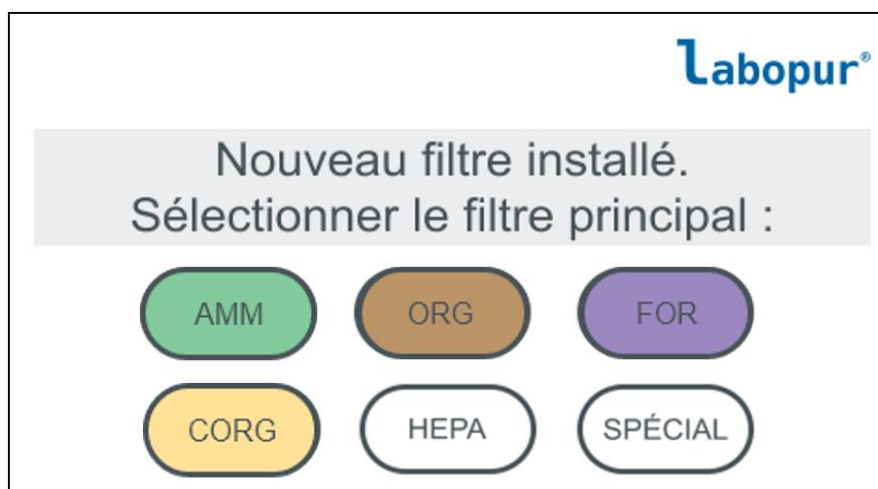 Labopur®
Nouveau filtre installé.
Sélectionner le filtre principal :
AMM ORG FOR
CORG HEPA SPÉCIAL